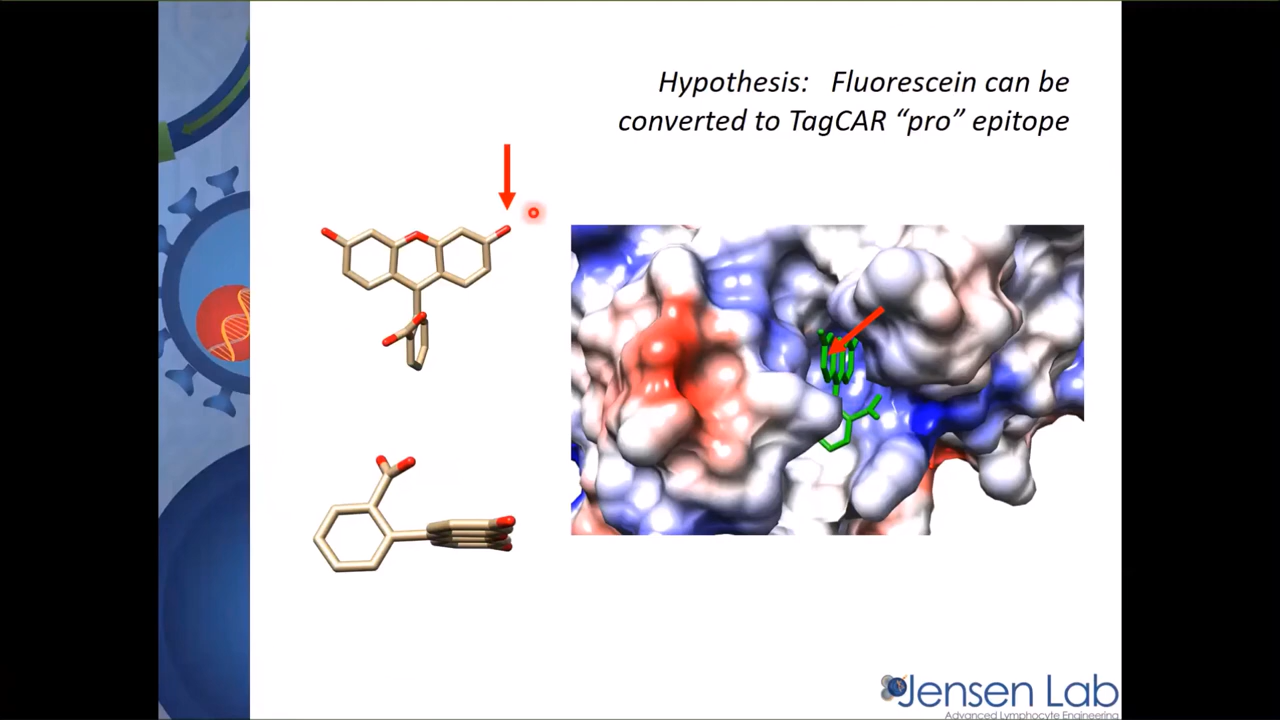 Hypothesis: Fluorescein can be
converted to TagCAR “pro” epitope
Jensen Lab
Advanced Lymphocyte Engineering